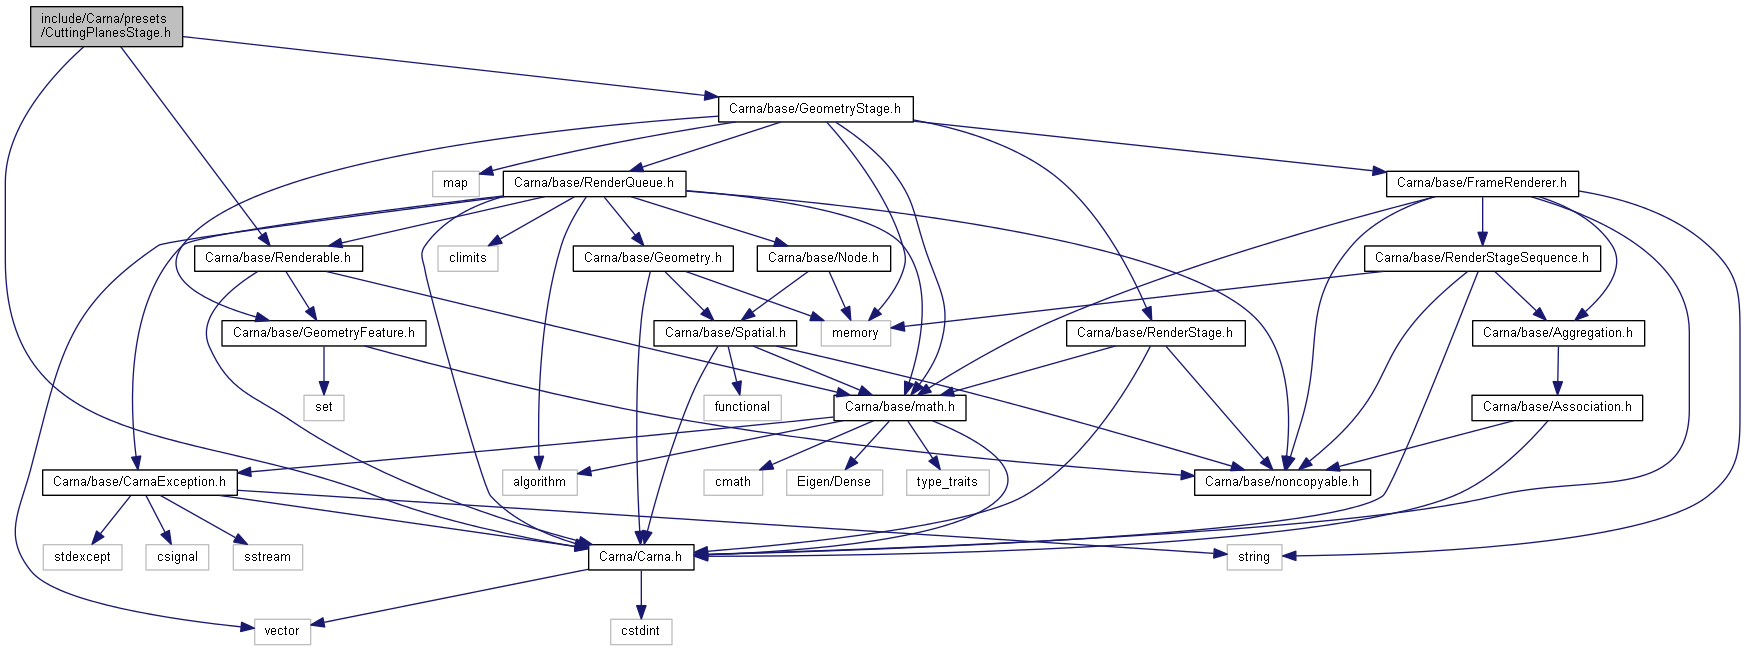 include/Carna/presets
/CuttingPlanesStage.h
Carna/base/GeometryStage.h
map
Carna/base/RenderQueue.h
Carna/base/FrameRenderer.h
Carna/base/Renderable.h
climits
Carna/base/Geometry.h
Carna/base/Node.h
Carna/base/RenderStageSequence.h
Carna/base/GeometryFeature.h
Carna/base/Spatial.h
memory
Carna/base/RenderStage.h
Carna/base/Aggregation.h
set
functional
Carna/base/math.h
Carna/base/Association.h
Carna/base/CarnaException.h
algorithm
cmath
Eigen/Dense
type_traits
Carna/base/noncopyable.h
stdexcept
csignal
sstream
Carna/Carna.h
string
vector
cstdint